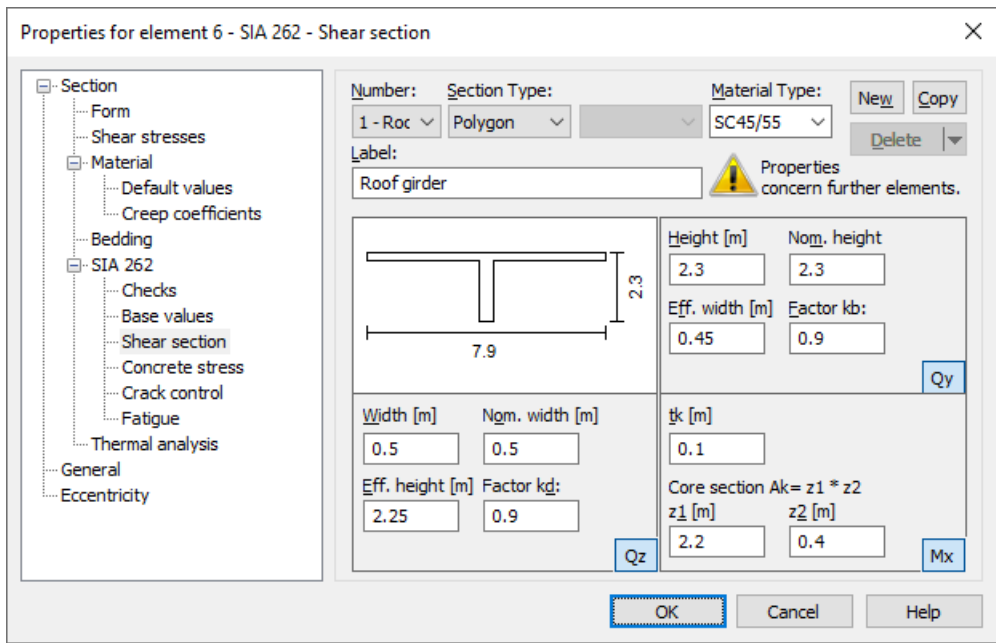 Properties for element 6 - SIA 262 - Shear section
Section
Form
Shear stresses
Material
Default values
Creep coefficients
Bedding
SIA 262
Checks
Base values
Shear section
Concrete stress
Crack control
Fatigue
Thermal analysis
General
Eccentricity
Number: Section Type: Material Type: New Copy
1 - Roc Polygon SC45/55 Delete
Label:
Roof girder
Properties
concern further elements.
2.3
7.9
Height [m] Nom. height
2.3 2.3
Eff. width [m] Factor kb:
0.45 0.9
Qy
Width [m] Nom. width [m]
0.5 0.5
Eff. height [m] Factor kd:
2.25 0.9
Qz
tk [m]
0.1
Core section Ak= z1 * z2
z1 [m] z2 [m]
2.2 0.4
Mx
OK Cancel Help